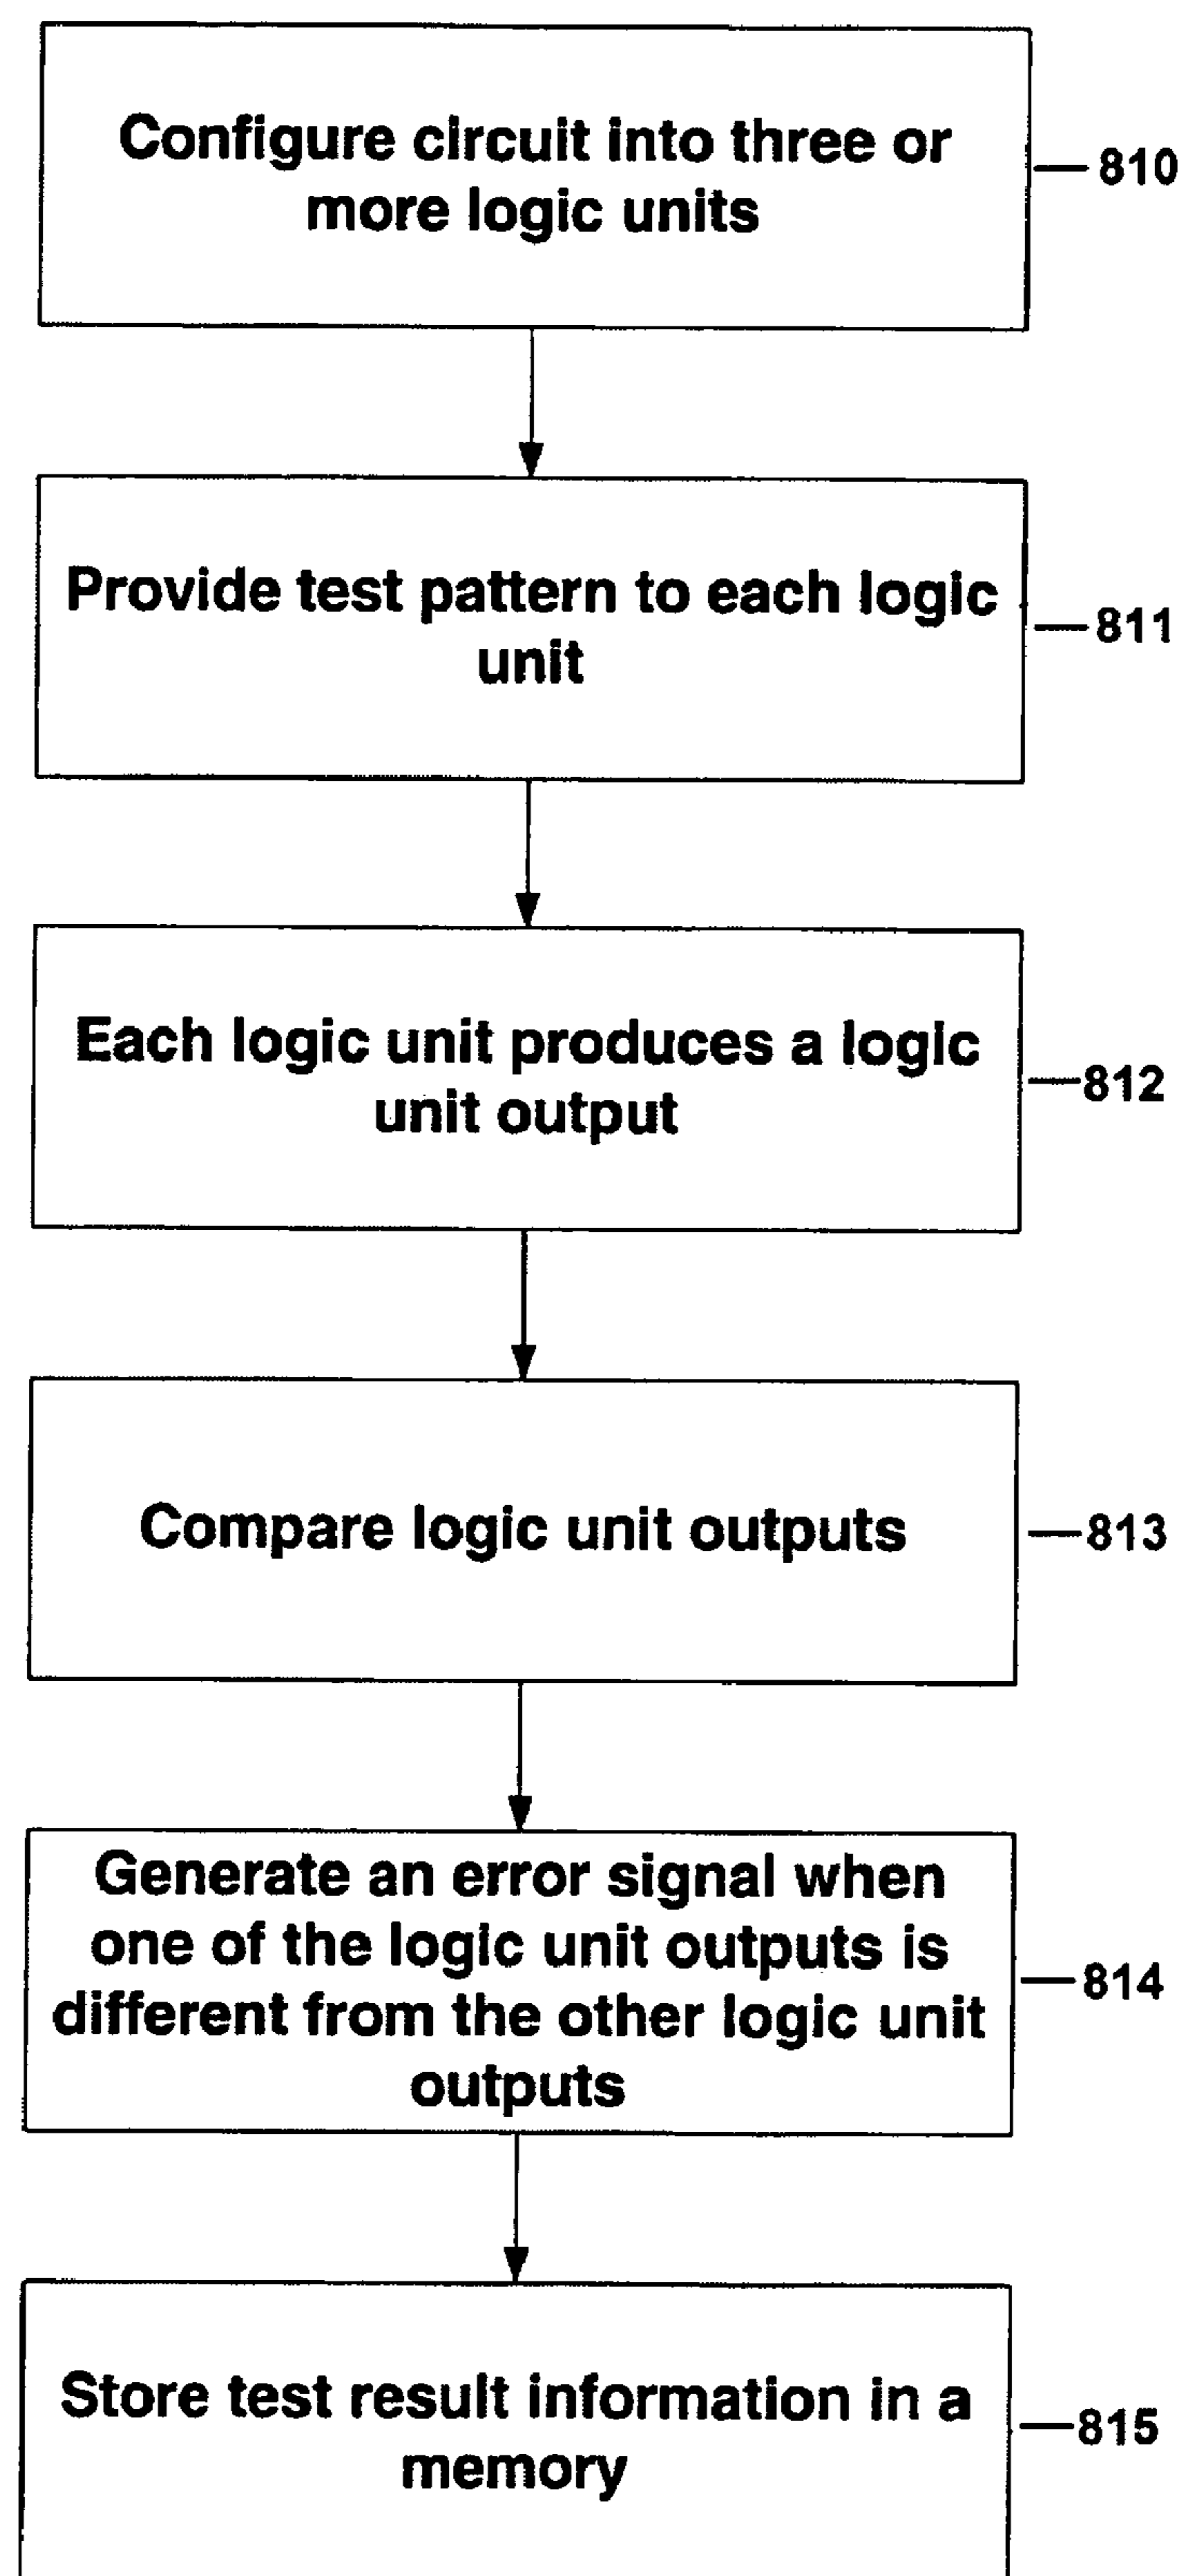 Configure circuit into three or
more logic units
810
Provide test pattern to each logic
unit
811
Each logic unit produces a logic
unit output
812
Compare logic unit outputs
813
Generate an error signal when
one of the logic unit outputs is
different from the other logic unit
outputs
814
Store test result information in a
memory
815